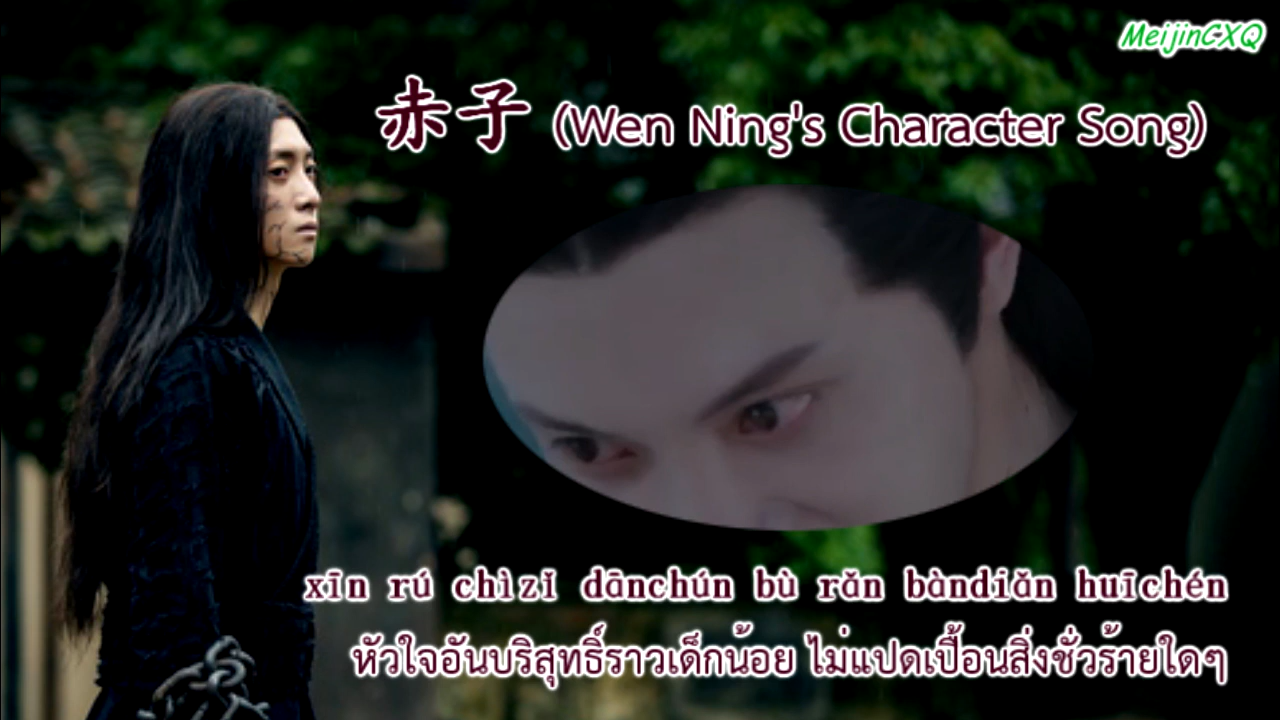 MeijinGXQ
赤子 (Wen Ning's Character Song)
xīn rú chìzǐ dānchún bù rǎn bàndiǎn huīchén
หัวใจอันบริสุทธิ์ราวเด็กน้อย ไม่แปดเปื้อนสิ่งชั่วร้ายใดๆ